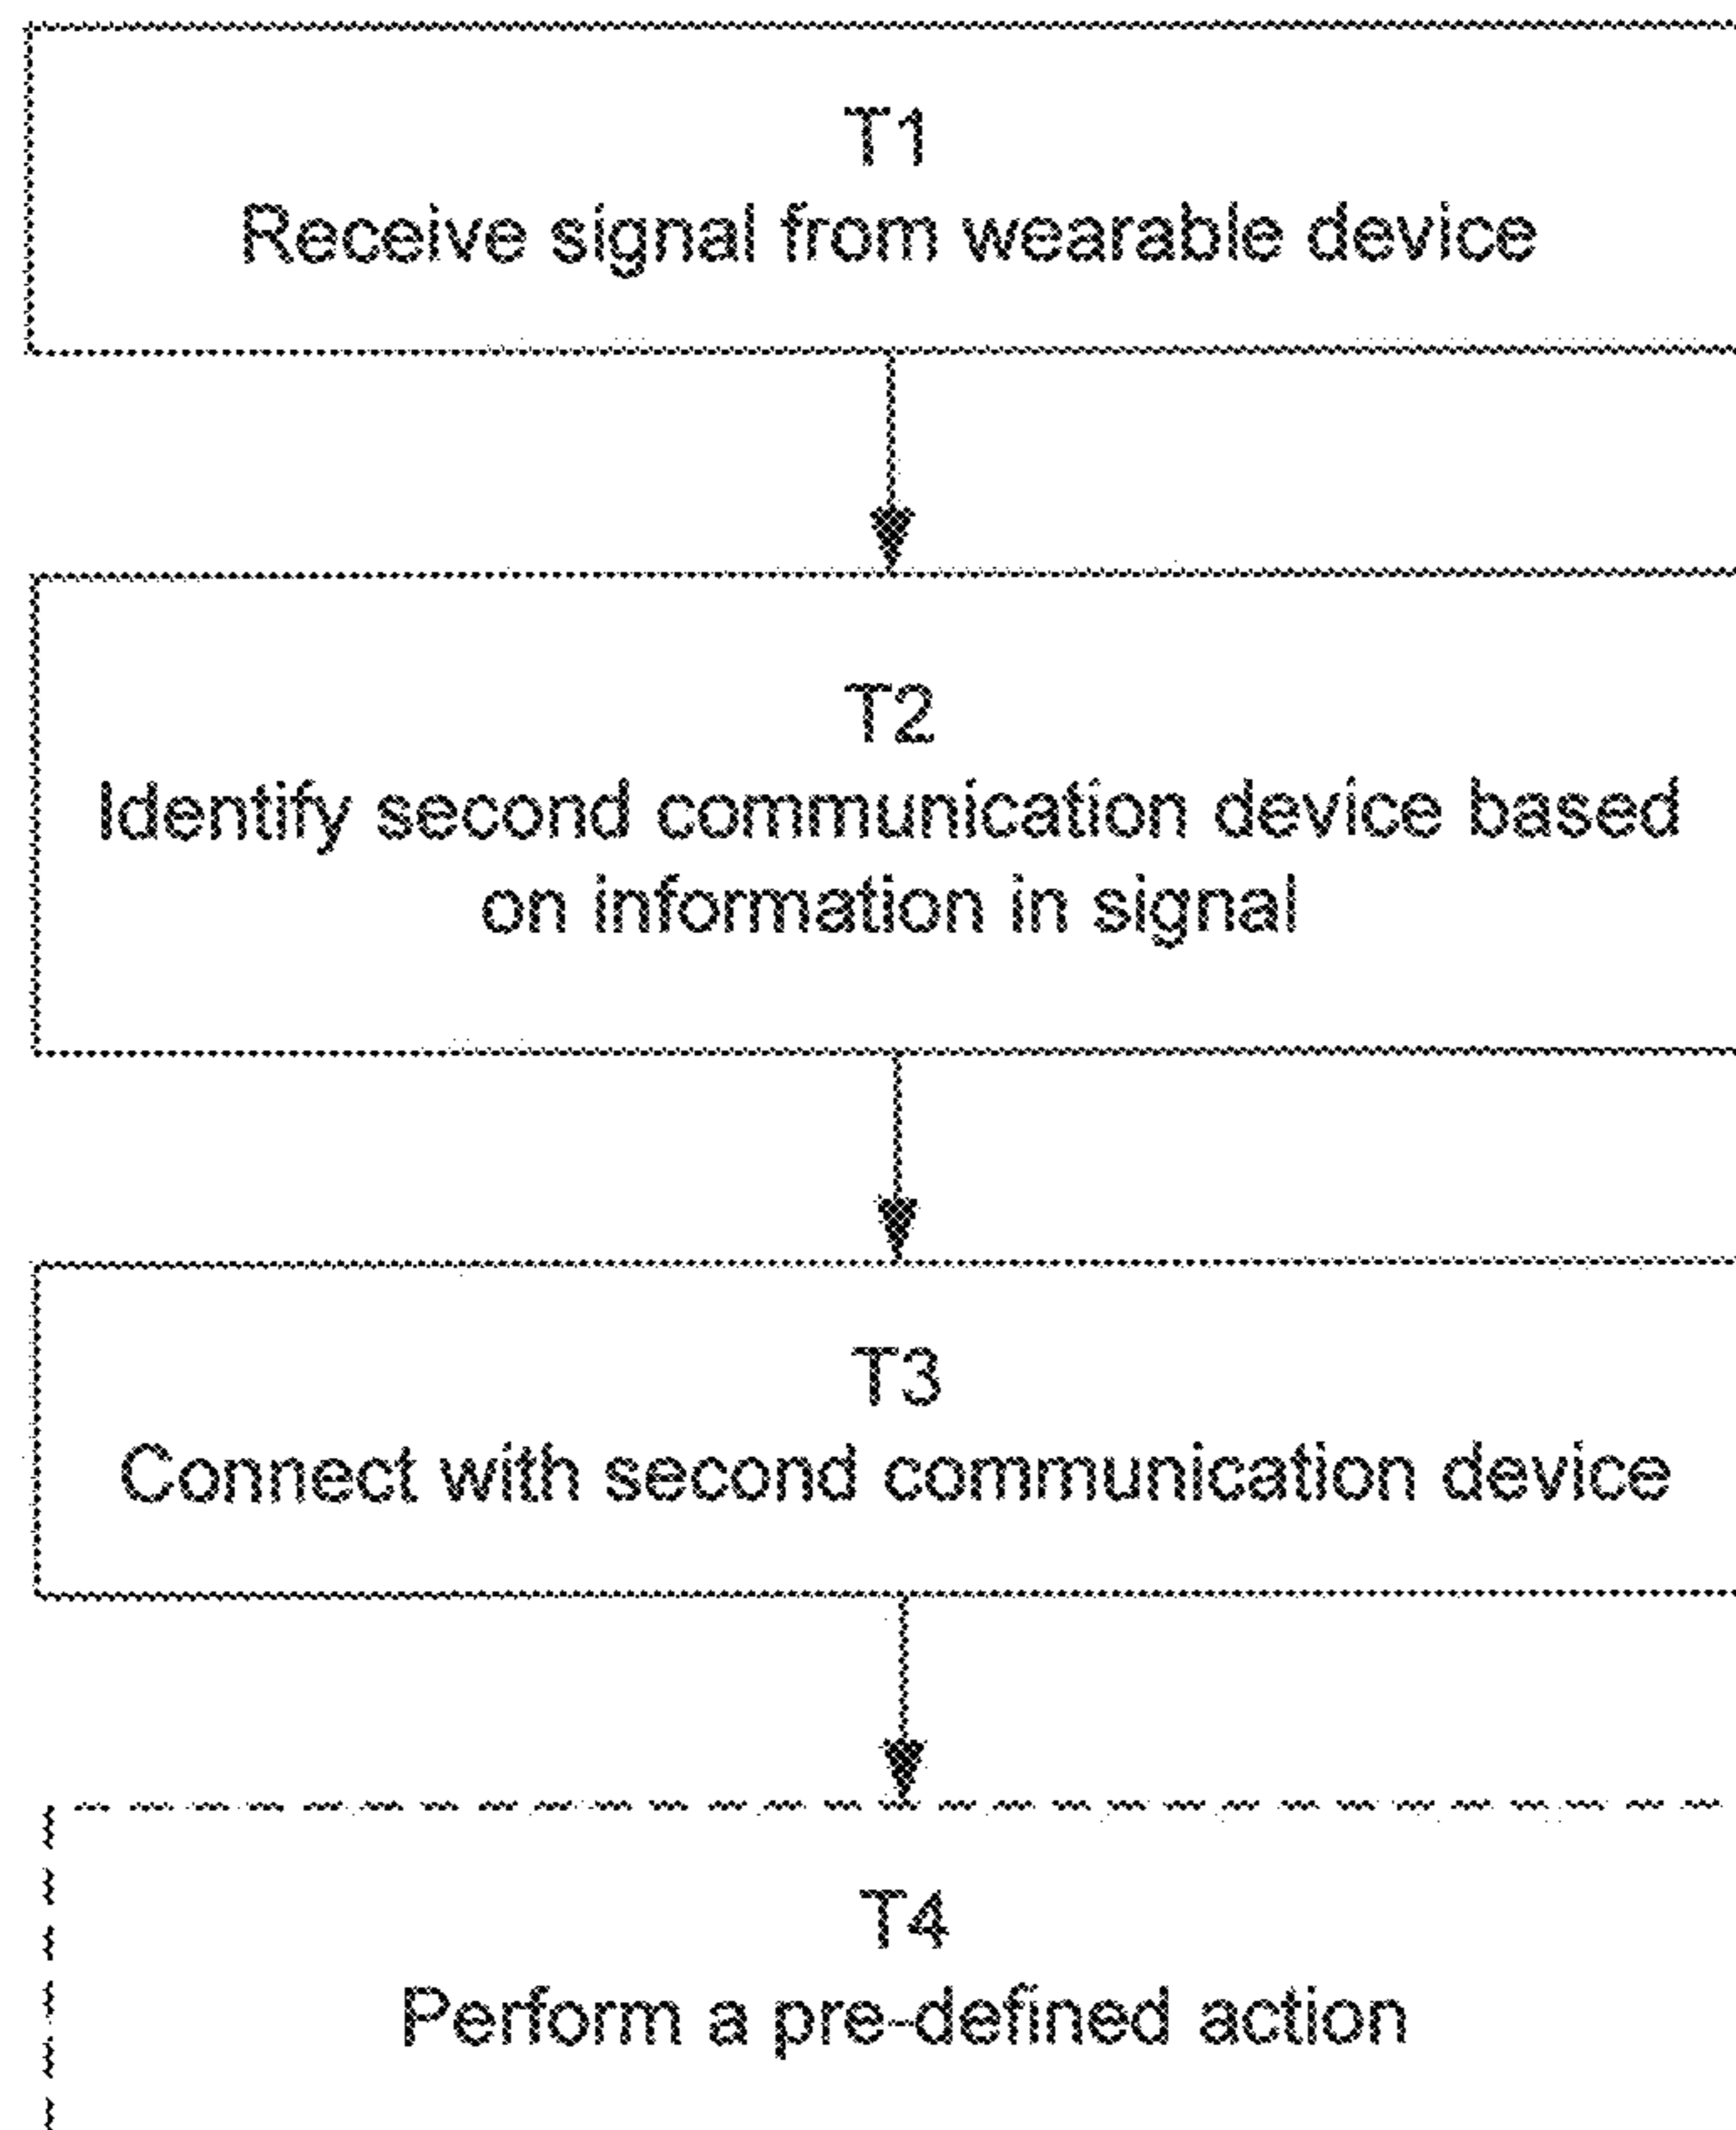 T1
Receive signal from wearable device
T2
Identify second communication device based
on information in signal
T3
Connect with second communication device
T4
Perform a pre-defined action